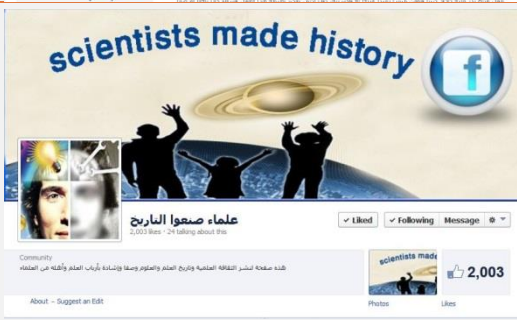 scientists made history
f
علماء صنعوا التاريخ
2,003 likes · 24 talking about this
Liked
Following
Message
Community
هذه صفحة لنشر الثقافة العلمية وتاريخ العلم والعلوم وصفا وإشادة بأرباب العلم وأهله من العلماء
About – Suggest an Edit
scientists made
Photos
2,003
Likes